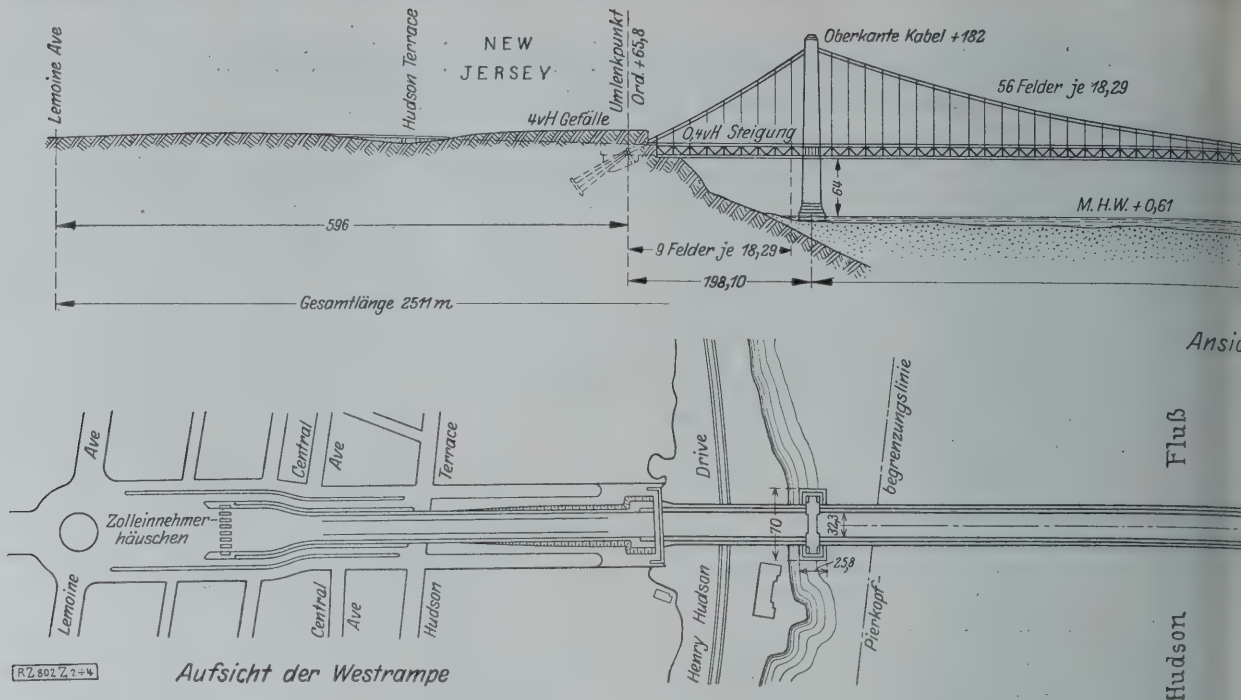 Lemoine Ave
Hudson Terrace
NEW
JERSEY
Umlenkpunkt
Ord. +65,8
Oberkante Kabel +182
56 Felder je 18,29
4vH Gefälle
0,4vH Steigung
64
M. H.W. + 0,61
596
9 Felder je 18,29
198,10
Gesamtlänge 2511 m
Ansic
Ave
Central
Ave
Terrace
Drive
begrenzungslinie
Fluß
Zolleinnehmer-
häuschen
70
32,3
25,8
Lemoine
Central
Ave
Hudson
Henry Hudson
Pierkopf-
Hudson
RZ 802 Z 2÷4
Aufsicht der Westrampe